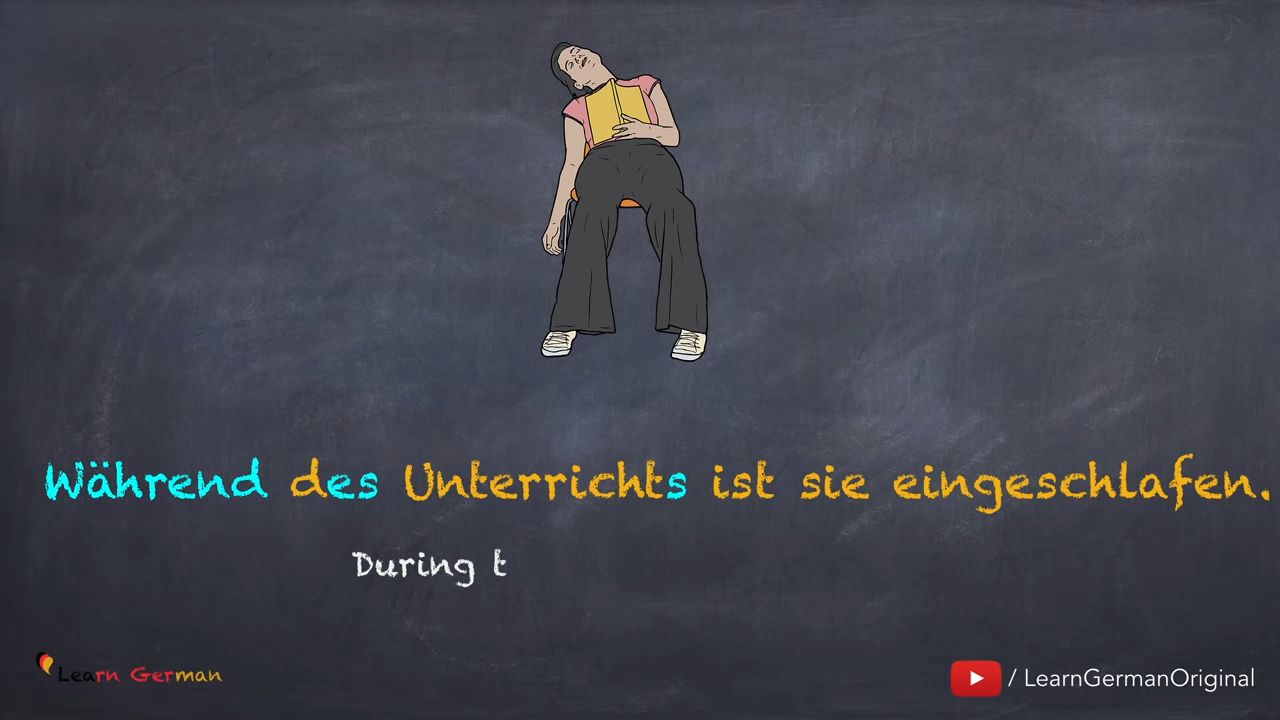 Während des Unterrichts ist sie eingeschlafen.
During t
Learn German
/ LearnGermanOriginal